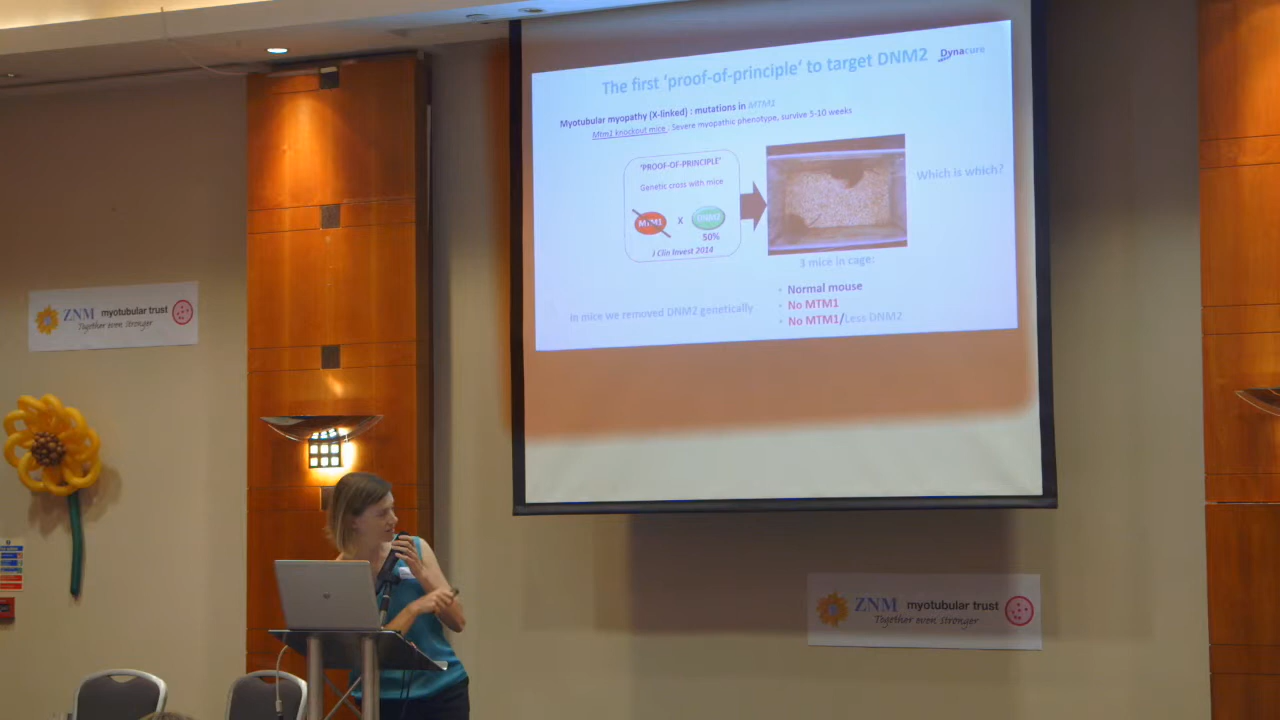 The first 'proof-of-principle' to target DNM2
Dynacure
Myotubular myopathy (X-linked) : mutations in MTM1
Mtm1 knockout mice : Severe myopathic phenotype, survive 5-10 weeks
'PROOF-OF-PRINCIPLE'
Genetic cross with mice
MTM1 X DNM2
50%
J Clin Invest 2014
Which is which?
3 mice in cage:
• Normal mouse
• No MTM1
• No MTM1/Less DNM2
In mice we removed DNM2 genetically
ZNM myotubular trust
Together even stronger
ZNM myotubular trust
Together even stronger